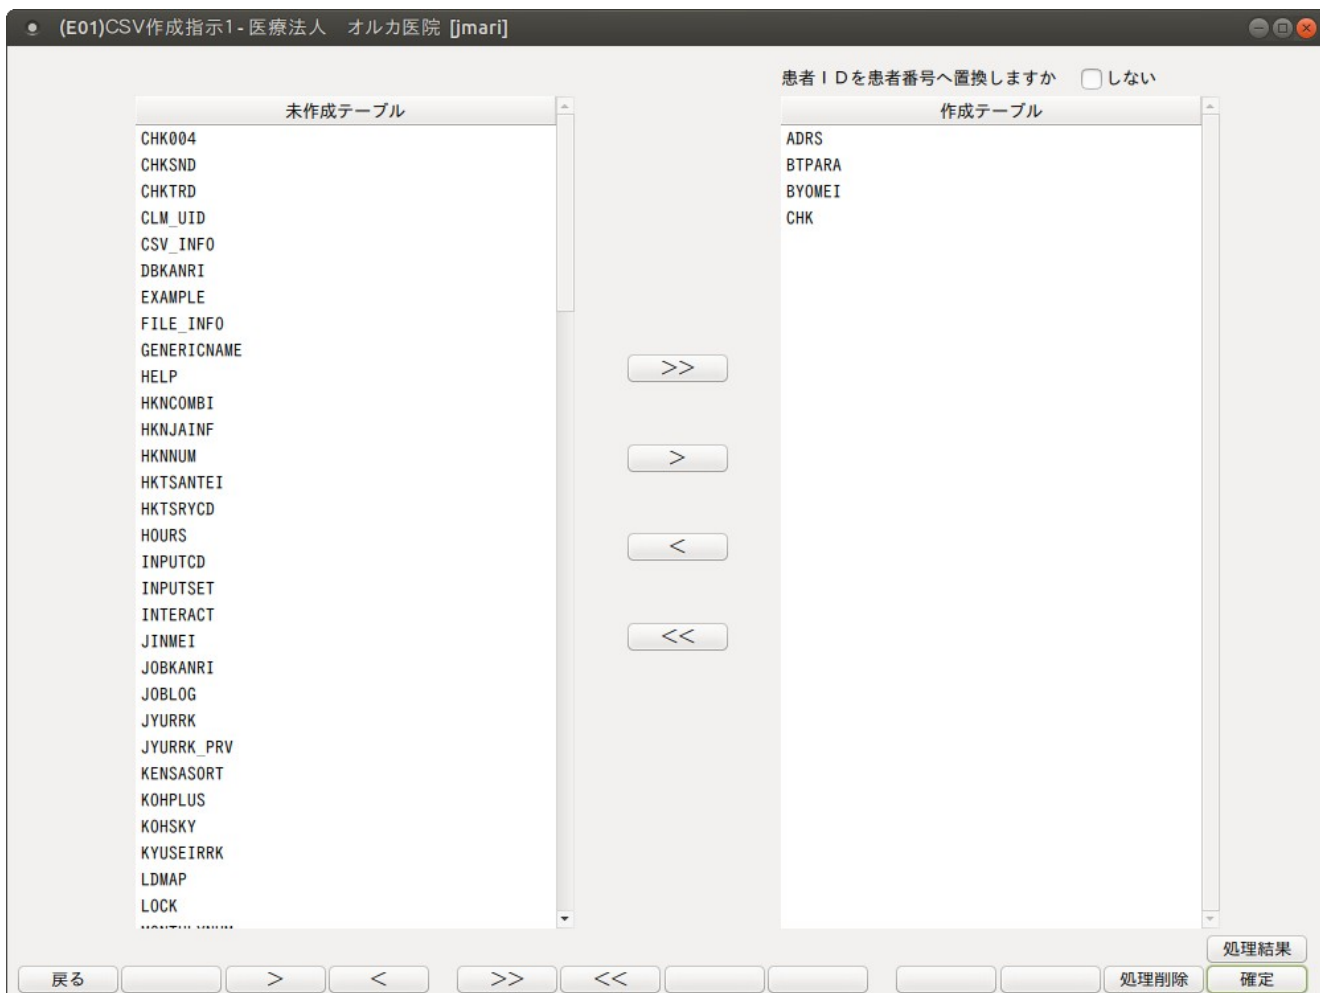 (E01)CSV作成指示1 - 医療法人　オルカ医院 [jmari]
患者ＩＤを患者番号へ置換しますか しない
未作成テーブル
CHK004
CHKSND
CHKTRD
CLM_UID
CSV_INFO
DBKANRI
EXAMPLE
FILE_INFO
GENERICNAME
HELP
HKNCOMBI
HKNJAINF
HKNNUM
HKTSANTEI
HKTSRYCD
HOURS
INPUTCD
INPUTSET
INTERACT
JINMEI
JOBKANRI
JOBLOG
JYURRK
JYURRK_PRV
KENSASORT
KOHPLUS
KOHSKY
KYUSEIRRK
LDMAP
LOCK
>>
>
<
<<
作成テーブル
ADRS
BTPARA
BYOMEI
CHK
処理結果
戻る > < >> << 処理削除 確定